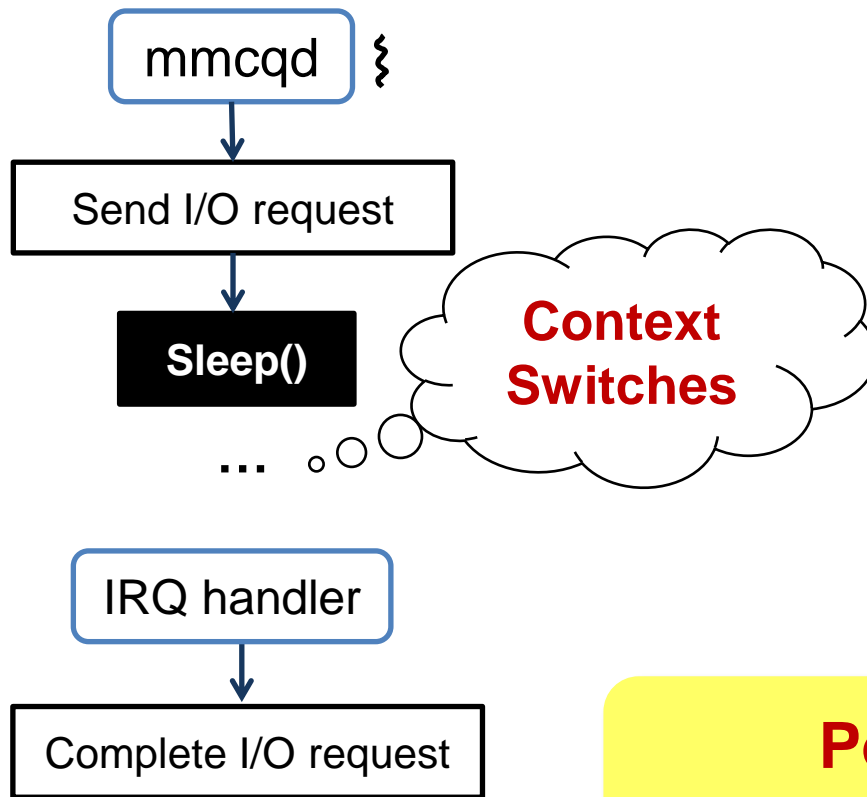 mmcqd
Send I/O request
Sleep()
Context
Switches
...
IRQ handler
Complete I/O request